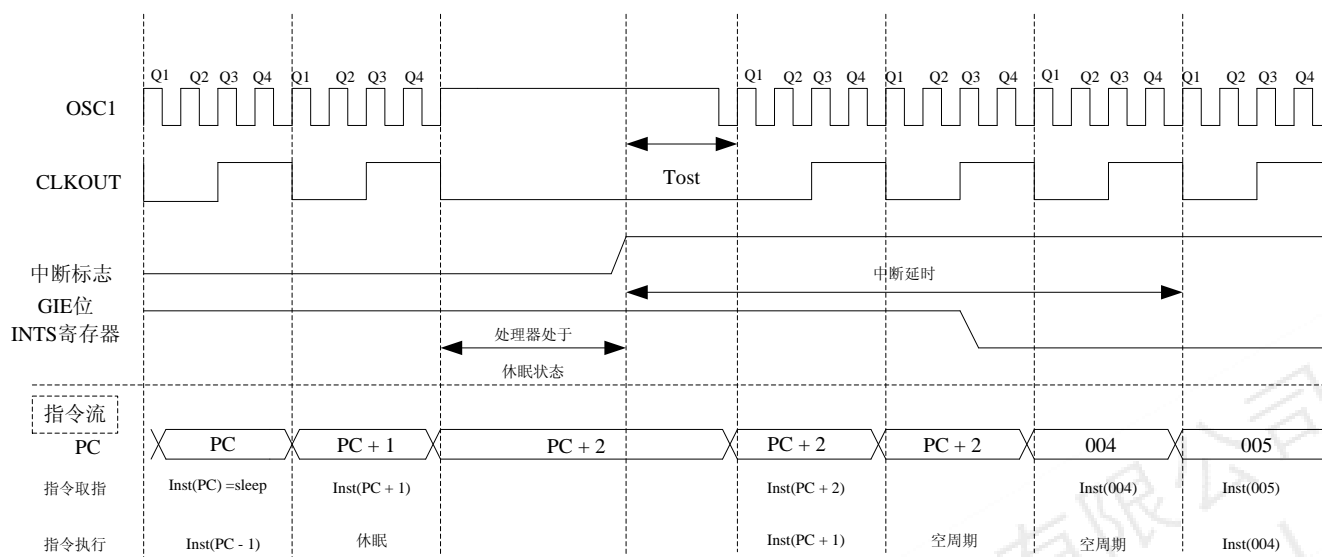 Q1 Q2 Q3 Q4 Q1 Q2 Q3 Q4 Q1 Q2 Q3 Q4 Q1 Q2 Q3 Q4 Q1 Q2 Q3 Q4 Q1 Q2 Q3 Q4
OSC1
CLKOUT
Tost
中断标志
中断延时
GIE位
INTS寄存器
处理器处于
休眠状态
指令流
PC PC PC + 1 PC + 2 PC + 2 PC + 2 004 005
指令取指 Inst(PC) =sleep Inst(PC + 1) Inst(PC + 2) Inst(004) Inst(005)
指令执行 Inst(PC - 1) 休眠 Inst(PC + 1) 空周期 空周期 Inst(004)
有限公司